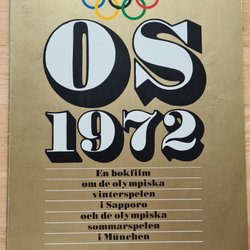 OS
1972
En bokfilm
om de olympiska
vinterspelen
i Sapporo
och de olympiska
sommarspelen
i München